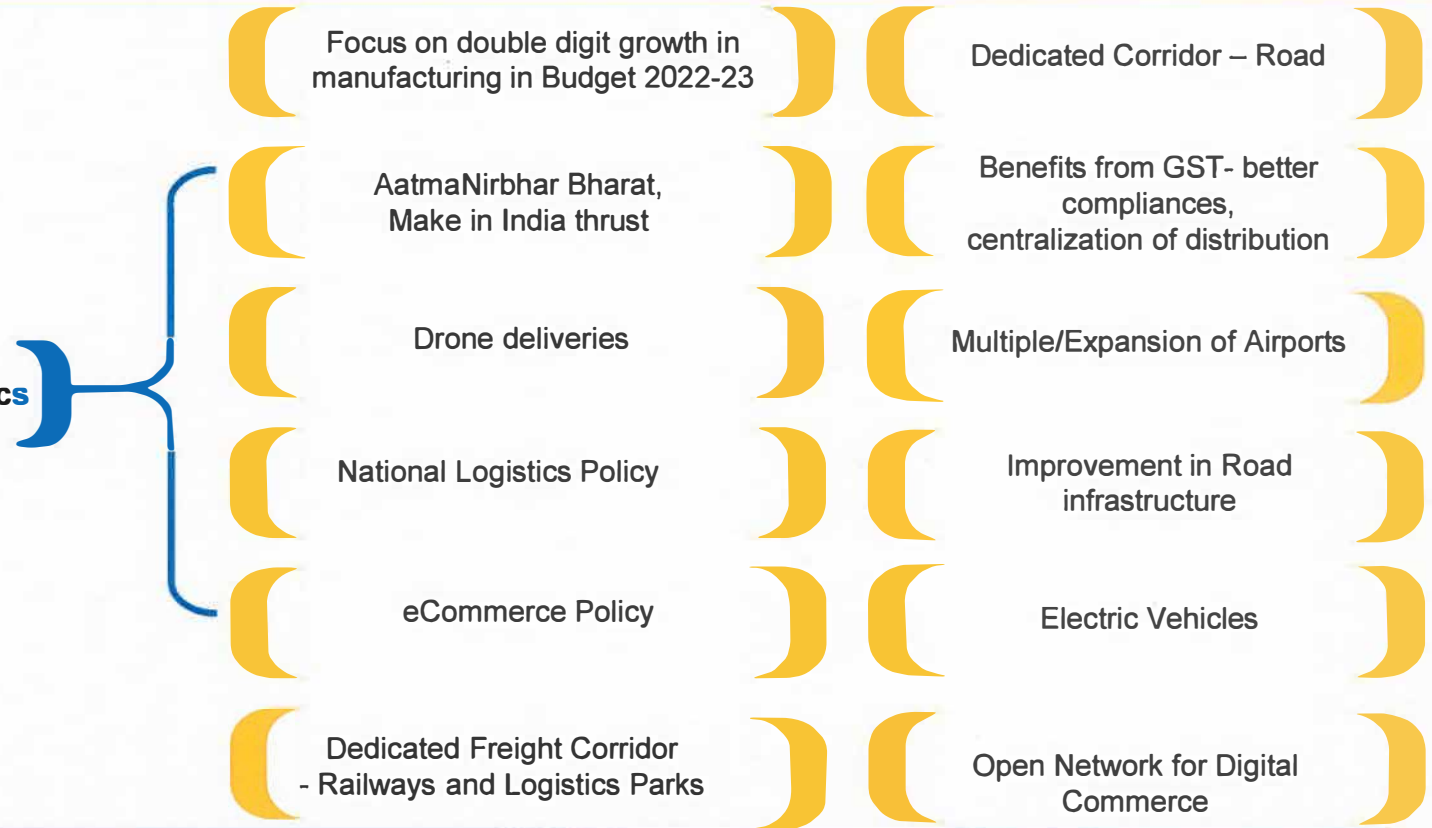 Focus on double digit growth in
manufacturing in Budget 2022-23
Dedicated Corridor – Road
AatmaNirbhar Bharat,
Make in India thrust
Benefits from GST- better
compliances,
centralization of distribution
Drone deliveries
Multiple/Expansion of Airports
cs
National Logistics Policy
Improvement in Road
infrastructure
eCommerce Policy
Electric Vehicles
Dedicated Freight Corridor
- Railways and Logistics Parks
Open Network for Digital
Commerce